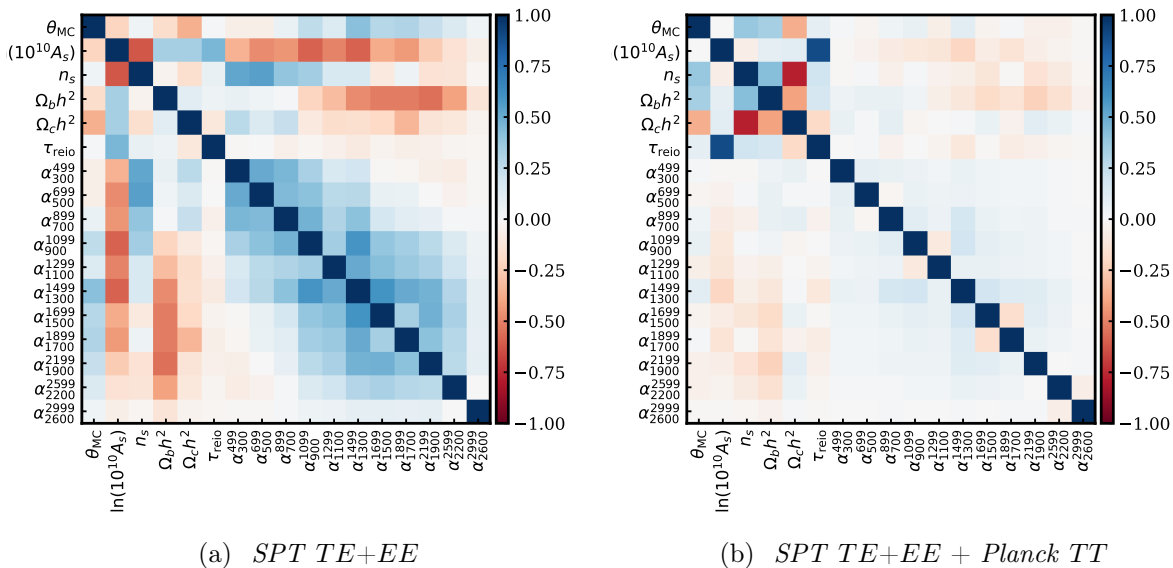 θ_MC
(10^10 A_s)
n_s
Ω_b h^2
Ω_c h^2
τ_reio
α^499_300
α^699_500
α^899_700
α^1099_900
α^1299_1100
α^1499_1300
α^1699_1500
α^1899_1700
α^2199_1900
α^2599_2200
α^2999_2600
θ_MC
ln(10^10 A_s)
n_s
Ω_b h^2
Ω_c h^2
τ_reio
α^499_300
α^699_500
α^899_700
α^1099_900
α^1299_1100
α^1499_1300
α^1699_1500
α^1899_1700
α^2199_1900
α^2599_2200
α^2999_2600
1.00
0.75
0.50
0.25
0.00
−0.25
−0.50
−0.75
−1.00
(a) SPT TE+EE
θ_MC
(10^10 A_s)
n_s
Ω_b h^2
Ω_c h^2
τ_reio
α^499_300
α^699_500
α^899_700
α^1099_900
α^1299_1100
α^1499_1300
α^1699_1500
α^1899_1700
α^2199_1900
α^2599_2200
α^2999_2600
θ_MC
ln(10^10 A_s)
n_s
Ω_b h^2
Ω_c h^2
τ_reio
α^499_300
α^699_500
α^899_700
α^1099_900
α^1299_1100
α^1499_1300
α^1699_1500
α^1899_1700
α^2199_1900
α^2599_2200
α^2999_2600
1.00
0.75
0.50
0.25
0.00
−0.25
−0.50
−0.75
−1.00
(b) SPT TE+EE + Planck TT